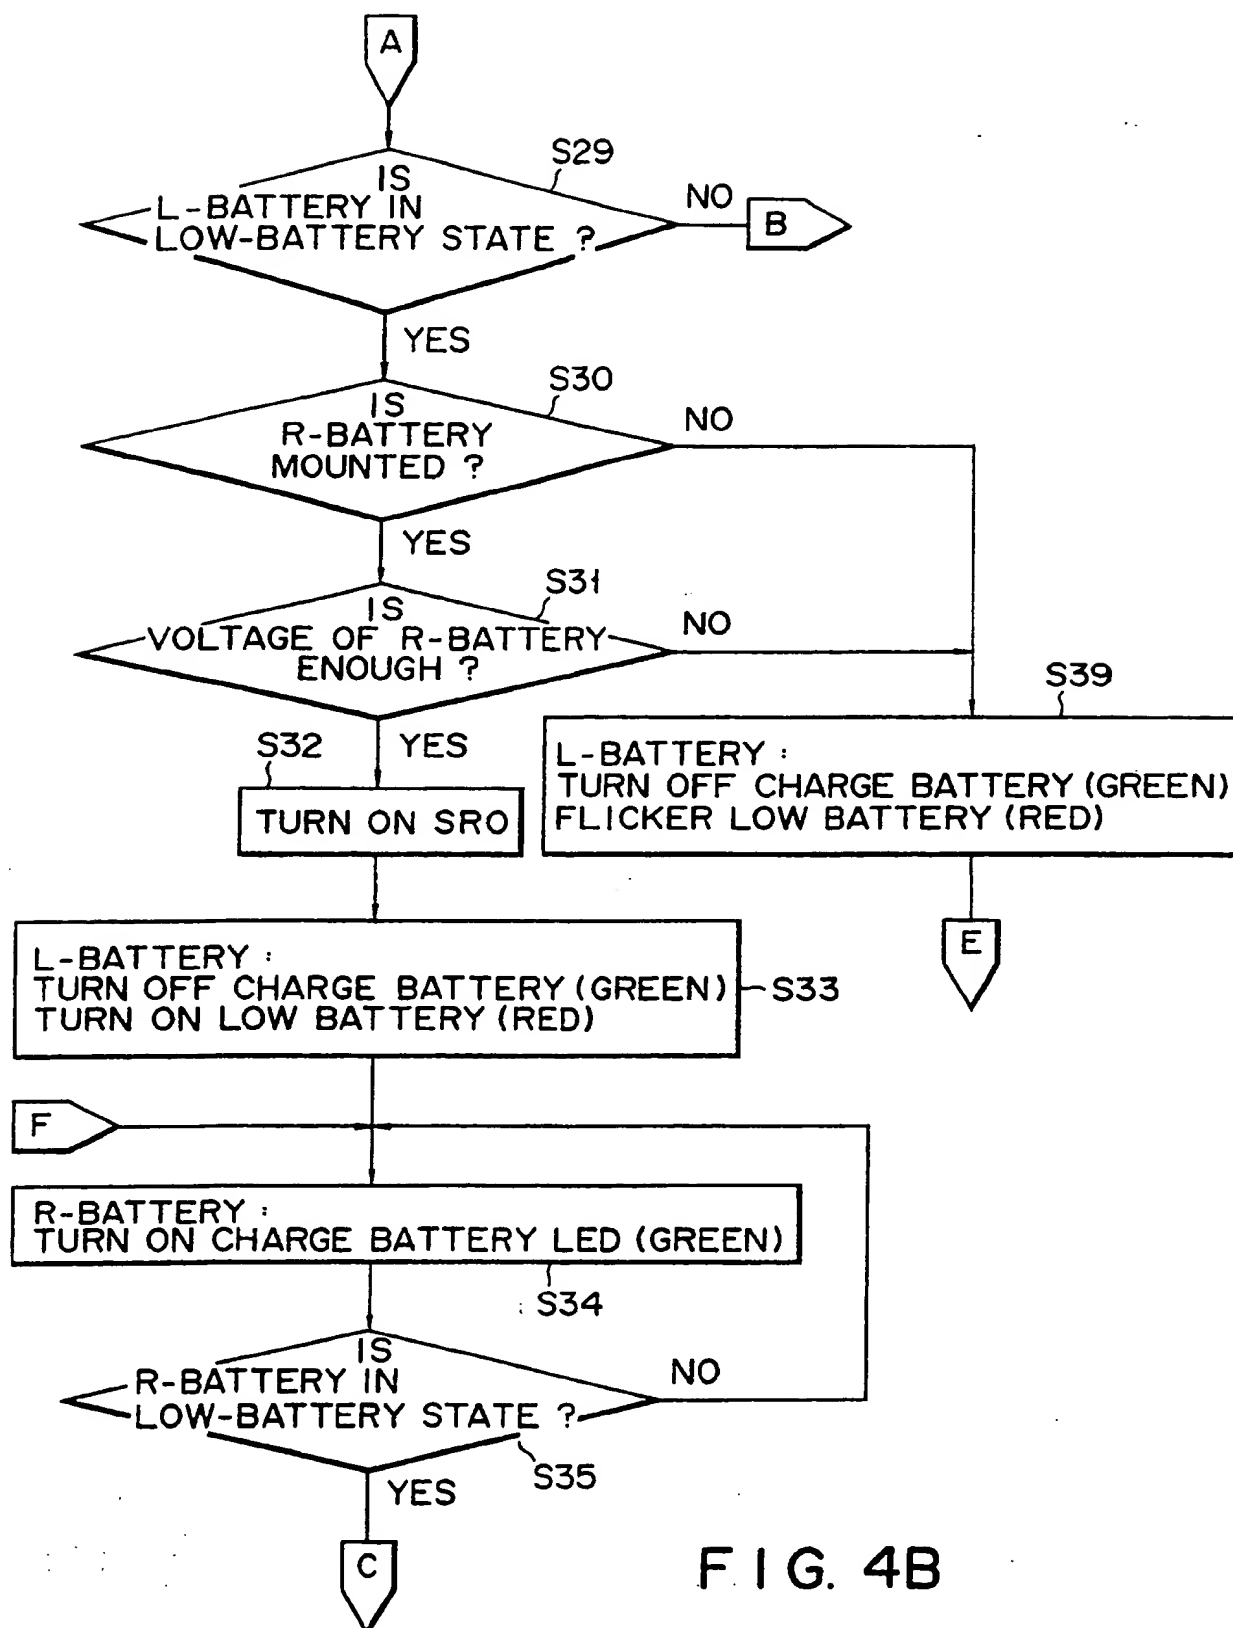 A
S29
IS
L-BATTERY IN
LOW-BATTERY STATE ?
NO
B
YES
S30
IS
R-BATTERY
MOUNTED ?
NO
YES
S31
IS
VOLTAGE OF R-BATTERY
ENOUGH ?
NO
YES
S32
TURN ON SRO
S39
L-BATTERY :
TURN OFF CHARGE BATTERY (GREEN)
FLICKER LOW BATTERY (RED)
E
L-BATTERY :
TURN OFF CHARGE BATTERY (GREEN)
TURN ON LOW BATTERY (RED)
S33
F
R-BATTERY :
TURN ON CHARGE BATTERY LED (GREEN)
S34
IS
R-BATTERY IN
LOW-BATTERY STATE ?
NO
S35
YES
C
FIG. 4B